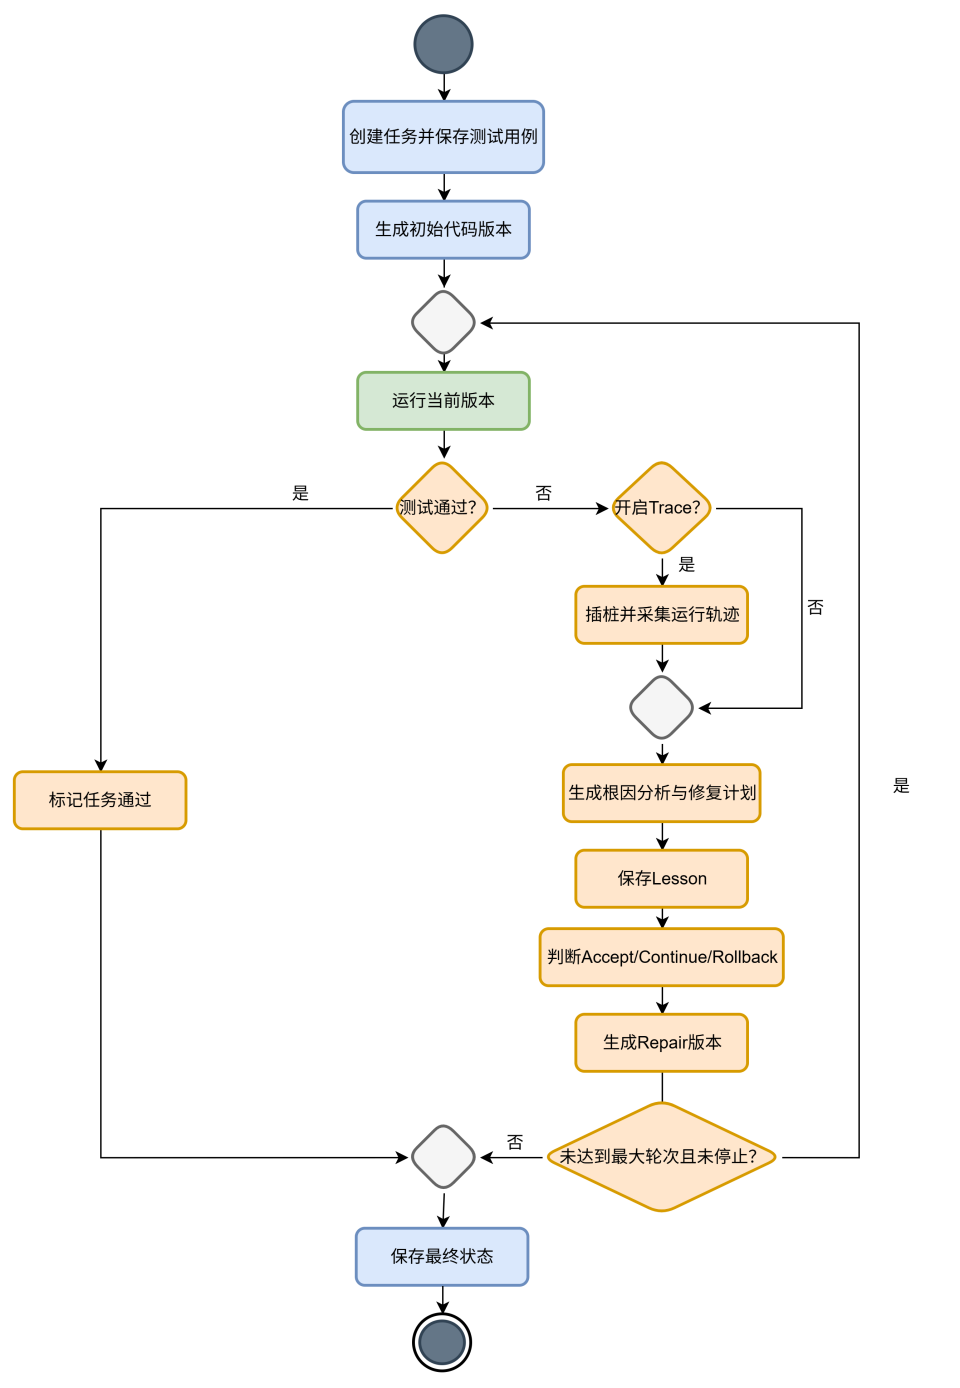 创建任务并保存测试用例
生成初始代码版本
运行当前版本
是
测试通过？
否
开启Trace？
是
插桩并采集运行轨迹
否
生成根因分析与修复计划
标记任务通过
是
保存Lesson
判断Accept/Continue/Rollback
生成Repair版本
否
未达到最大轮次且未停止？
保存最终状态